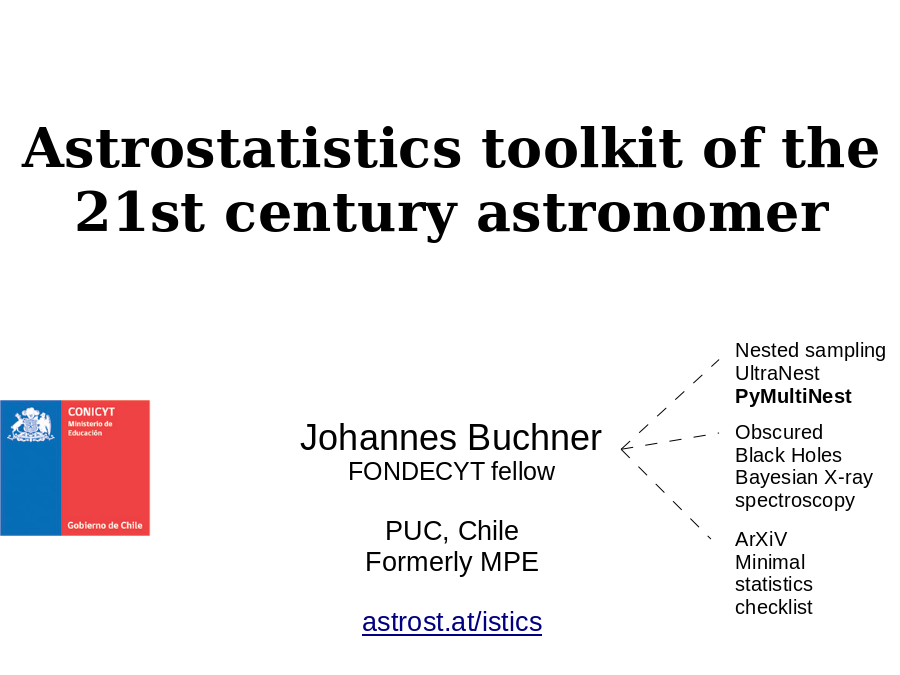 Astrostatistics toolkit of the
21st century astronomer
CONICYT
Ministerio de
Educación
Gobierno de Chile
Johannes Buchner
FONDECYT fellow
PUC, Chile
Formerly MPE
astrost.at/istics
Nested sampling
UltraNest
PyMultiNest
Obscured
Black Holes
Bayesian X-ray
spectroscopy
ArXiV
Minimal
statistics
checklist